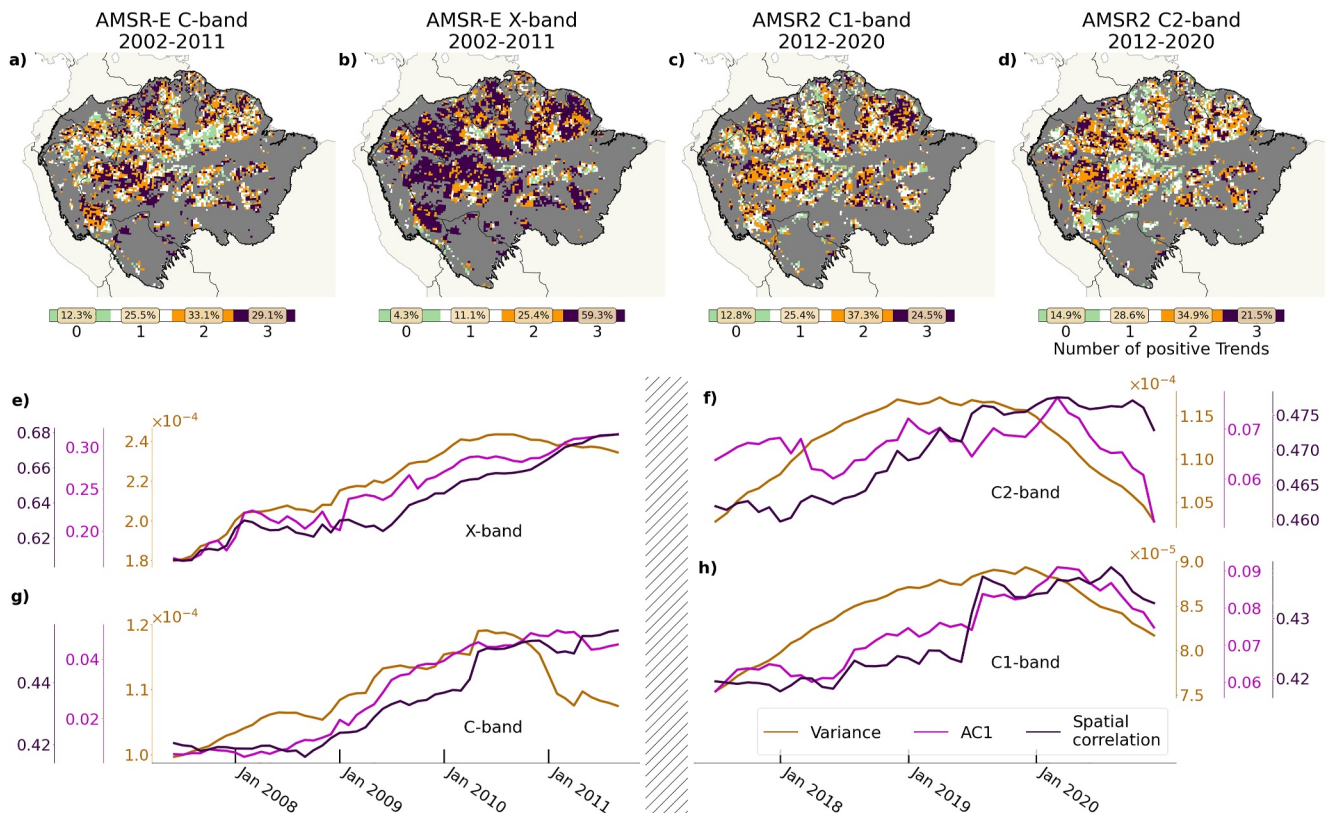 AMSR-E C-band
2002-2011
AMSR-E X-band
2002-2011
AMSR2 C1-band
2012-2020
AMSR2 C2-band
2012-2020
a)
b)
c)
d)
12.3% 25.5% 33.1% 29.1%
0 1 2 3
4.3% 11.1% 25.4% 59.3%
0 1 2 3
12.8% 25.4% 37.3% 24.5%
0 1 2 3
14.9% 28.6% 34.9% 21.5%
0 1 2 3
Number of positive Trends
e)
×10⁻⁴
0.68
0.66
0.64
0.62
0.30
0.25
0.20
2.4
2.2
2.0
1.8
X-band
f)
×10⁻⁴
C2-band
1.15
1.10
1.05
0.07
0.06
0.475
0.470
0.465
0.460
g)
×10⁻⁴
0.44
0.42
0.04
0.02
1.2
1.1
1.0
C-band
h)
×10⁻⁵
C1-band
9.0
8.5
8.0
7.5
0.09
0.08
0.07
0.06
0.43
0.42
Variance
AC1
Spatial
correlation
Jan 2008
Jan 2009
Jan 2010
Jan 2011
Jan 2018
Jan 2019
Jan 2020